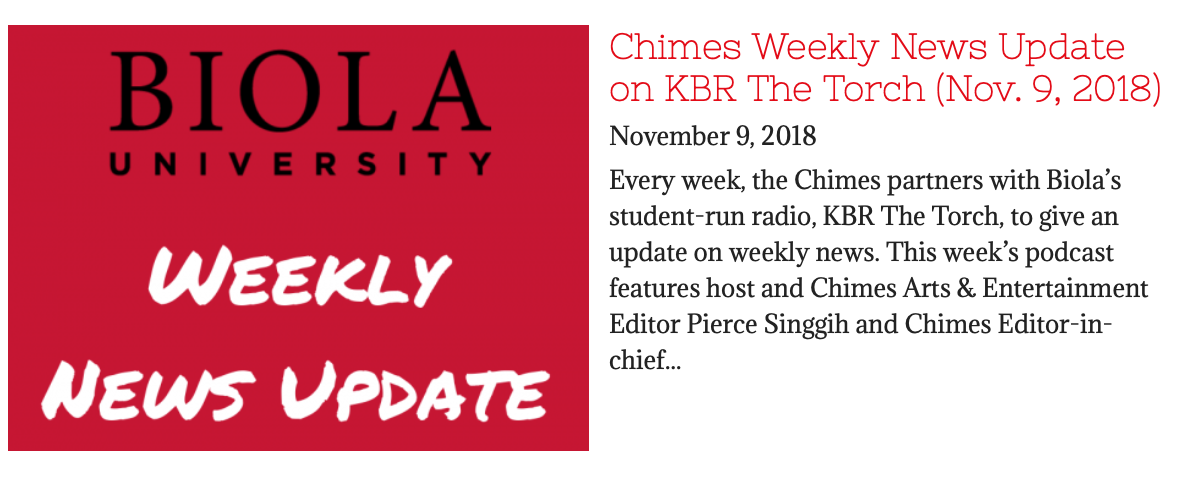 BIOLA
UNIVERSITY
WEEKLY
NEWS UPDATE
Chimes Weekly News Update
on KBR The Torch (Nov. 9, 2018)
November 9, 2018
Every week, the Chimes partners with Biola’s
student-run radio, KBR The Torch, to give an
update on weekly news. This week’s podcast
features host and Chimes Arts & Entertainment
Editor Pierce Singgih and Chimes Editor-in-
chief...